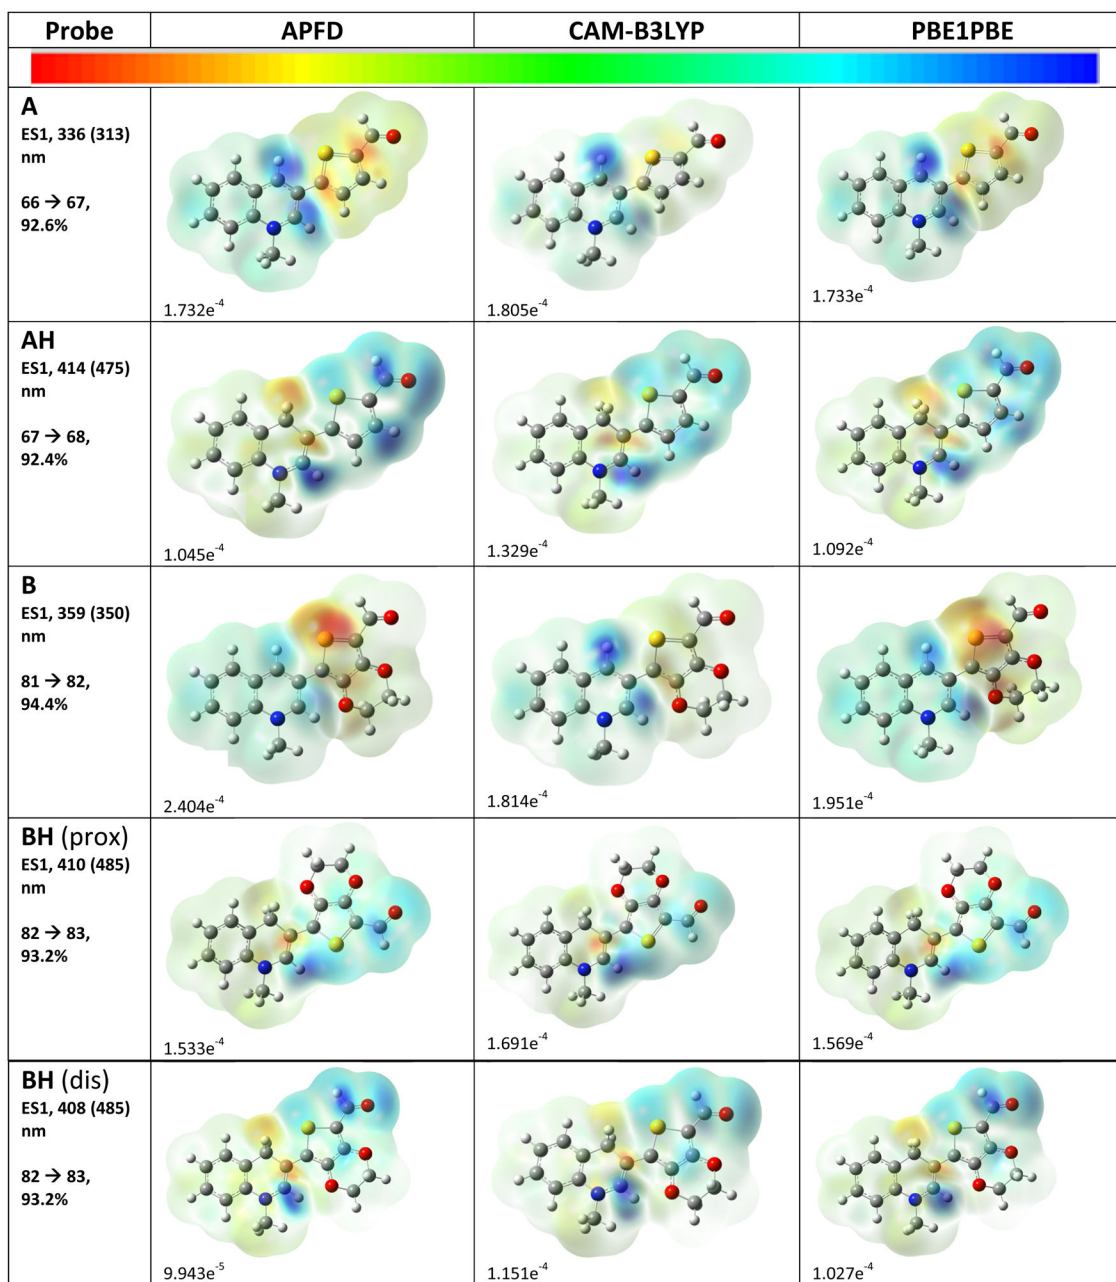 Probe APFD CAM-B3LYP PBE1PBE
A
ES1, 336 (313)
nm
66 → 67,
92.6%
1.732e⁻⁴ 1.805e⁻⁴ 1.733e⁻⁴
AH
ES1, 414 (475)
nm
67 → 68,
92.4%
1.045e⁻⁴ 1.329e⁻⁴ 1.092e⁻⁴
B
ES1, 359 (350)
nm
81 → 82,
94.4%
2.404e⁻⁴ 1.814e⁻⁴ 1.951e⁻⁴
BH (prox)
ES1, 410 (485)
nm
82 → 83,
93.2%
1.533e⁻⁴ 1.691e⁻⁴ 1.569e⁻⁴
BH (dis)
ES1, 408 (485)
nm
82 → 83,
93.2%
9.943e⁻⁵ 1.151e⁻⁴ 1.027e⁻⁴